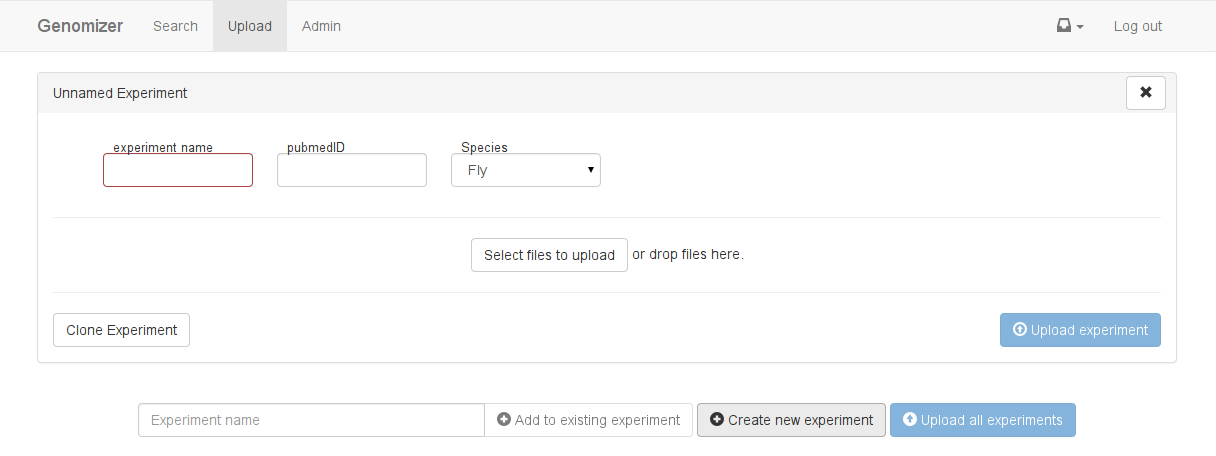 Genomizer Search Upload Admin Log out
Unnamed Experiment
experiment name pubmedID Species
Fly
Select files to upload or drop files here.
Clone Experiment Upload experiment
Experiment name Add to existing experiment Create new experiment Upload all experiments